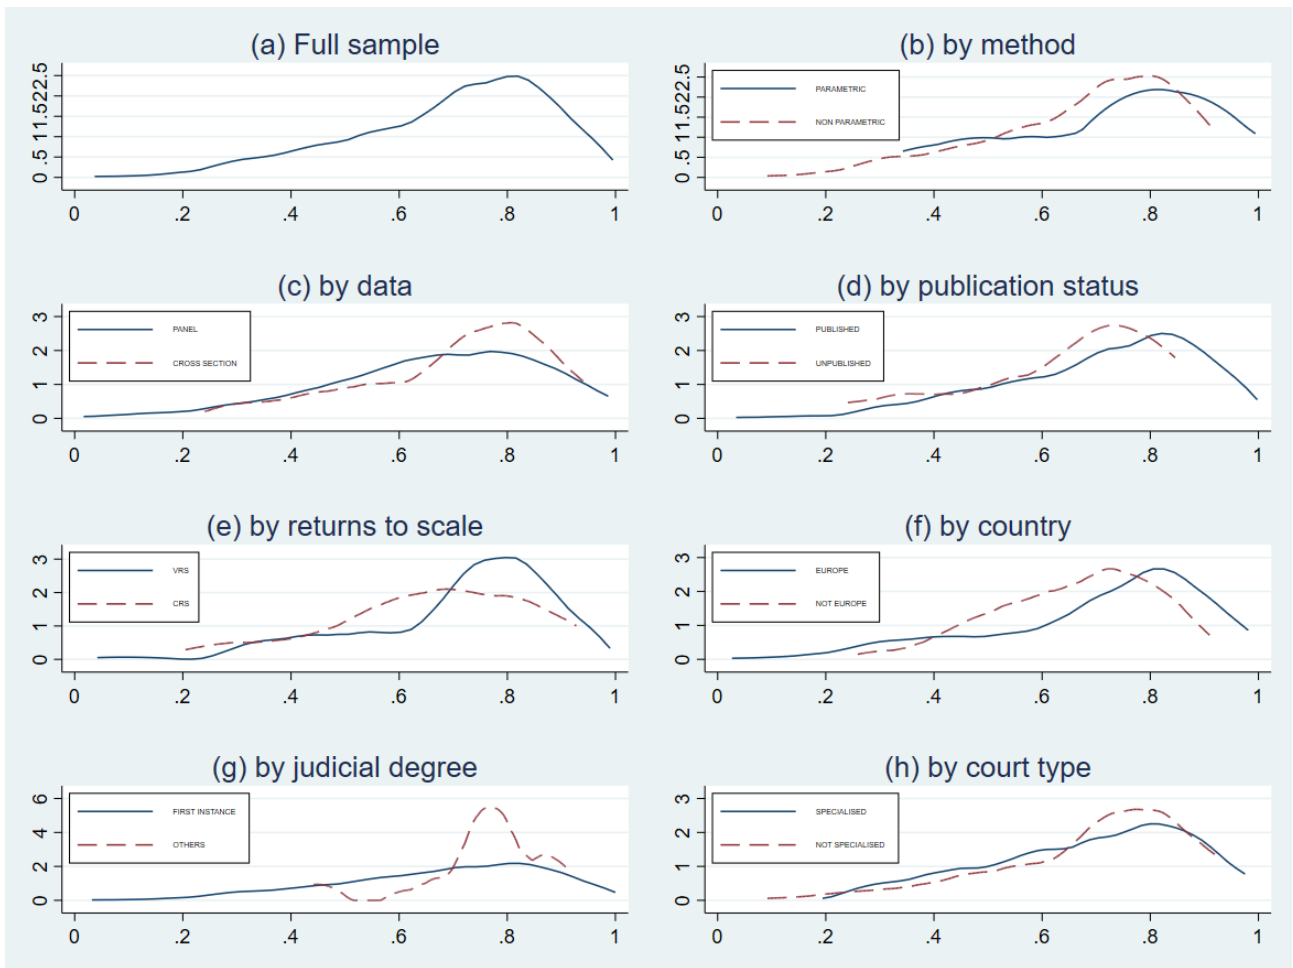 (a) Full sample
0 .5 1 1.5 2 2.5
0 .2 .4 .6 .8 1
(b) by method
PARAMETRIC
NON PARAMETRIC
0 .5 1 1.5 2 2.5
0 .2 .4 .6 .8 1
(c) by data
PANEL
CROSS SECTION
0 1 2 3
0 .2 .4 .6 .8 1
(d) by publication status
PUBLISHED
UNPUBLISHED
0 1 2 3
0 .2 .4 .6 .8 1
(e) by returns to scale
VRS
CRS
0 1 2 3
0 .2 .4 .6 .8 1
(f) by country
EUROPE
NOT EUROPE
0 1 2 3
0 .2 .4 .6 .8 1
(g) by judicial degree
FIRST INSTANCE
OTHERS
0 2 4 6
0 .2 .4 .6 .8 1
(h) by court type
SPECIALISED
NOT SPECIALISED
0 1 2 3
0 .2 .4 .6 .8 1